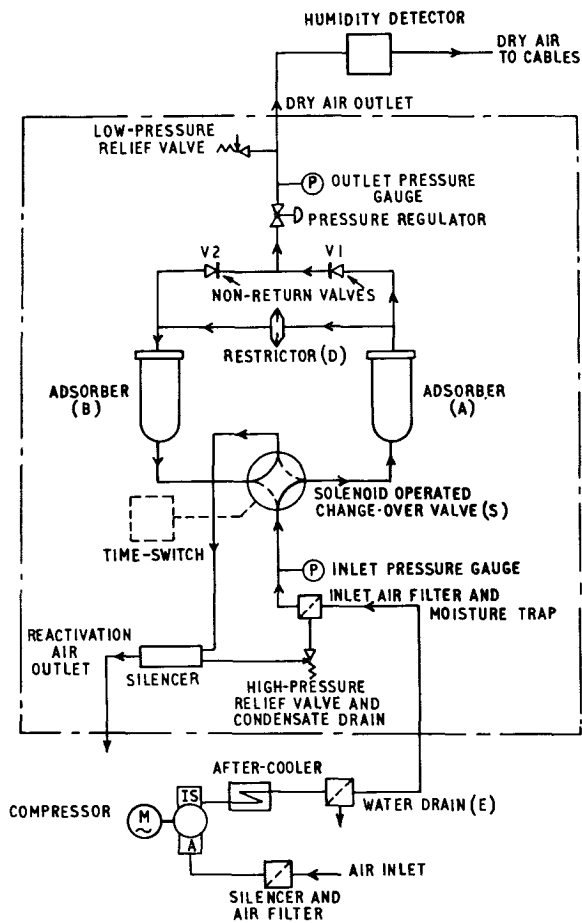 HUMIDITY DETECTOR
DRY AIR
TO CABLES
DRY AIR OUTLET
LOW-PRESSURE
RELIEF VALVE
P
OUTLET PRESSURE
GAUGE
PRESSURE REGULATOR
V2
V1
NON-RETURN VALVES
RESTRICTOR (D)
ADSORBER
(B)
ADSORBER
(A)
SOLENOID OPERATED
CHANGE-OVER VALVE (S)
TIME-SWITCH
P
INLET PRESSURE GAUGE
INLET AIR FILTER AND
MOISTURE TRAP
REACTIVATION
AIR
OUTLET
SILENCER
HIGH-PRESSURE
RELIEF VALVE AND
CONDENSATE DRAIN
AFTER-COOLER
IS
COMPRESSOR
M
A
WATER DRAIN (E)
AIR INLET
SILENCER AND
AIR FILTER